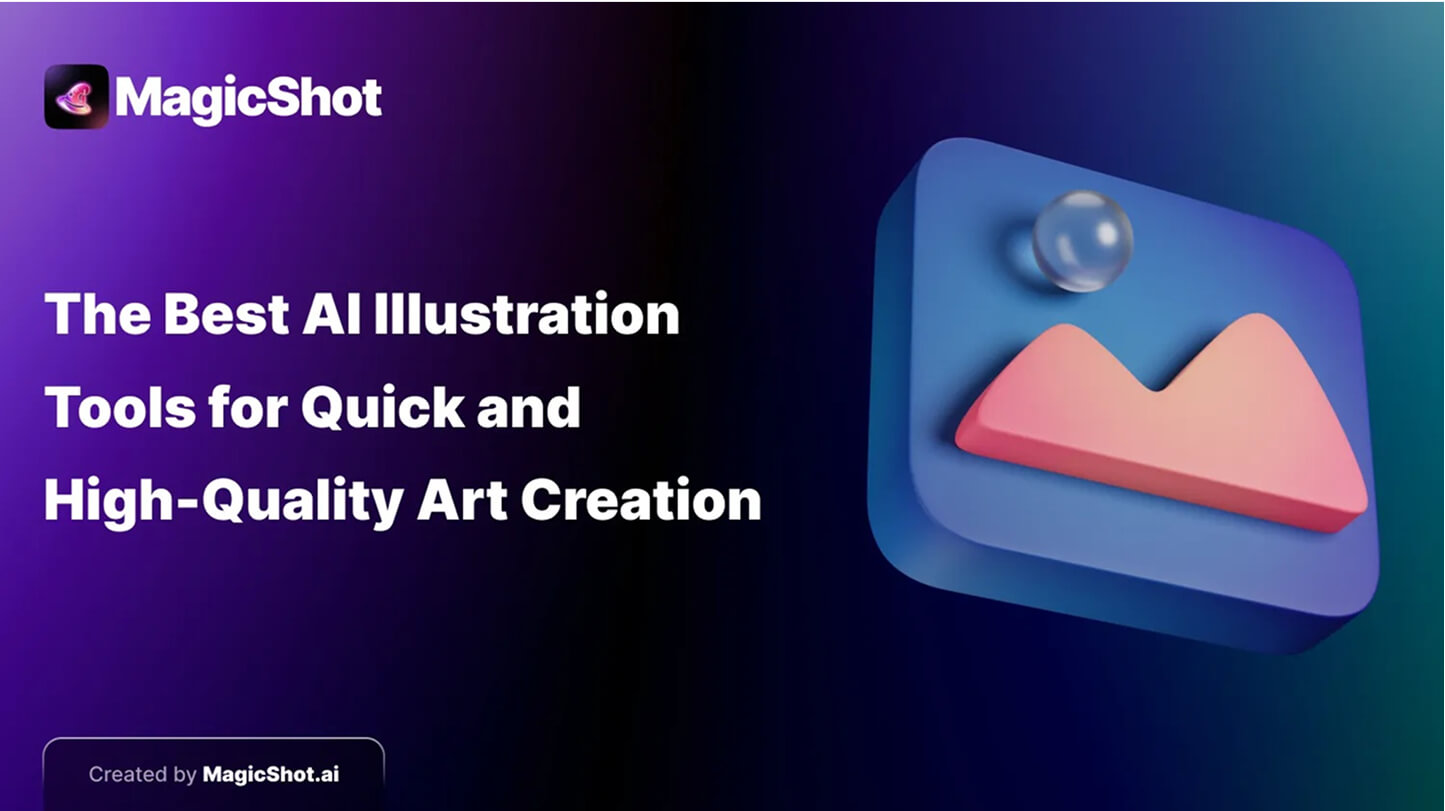 MagicShot
The Best AI Illustration
Tools for Quick and
High-Quality Art Creation
Created by MagicShot.ai